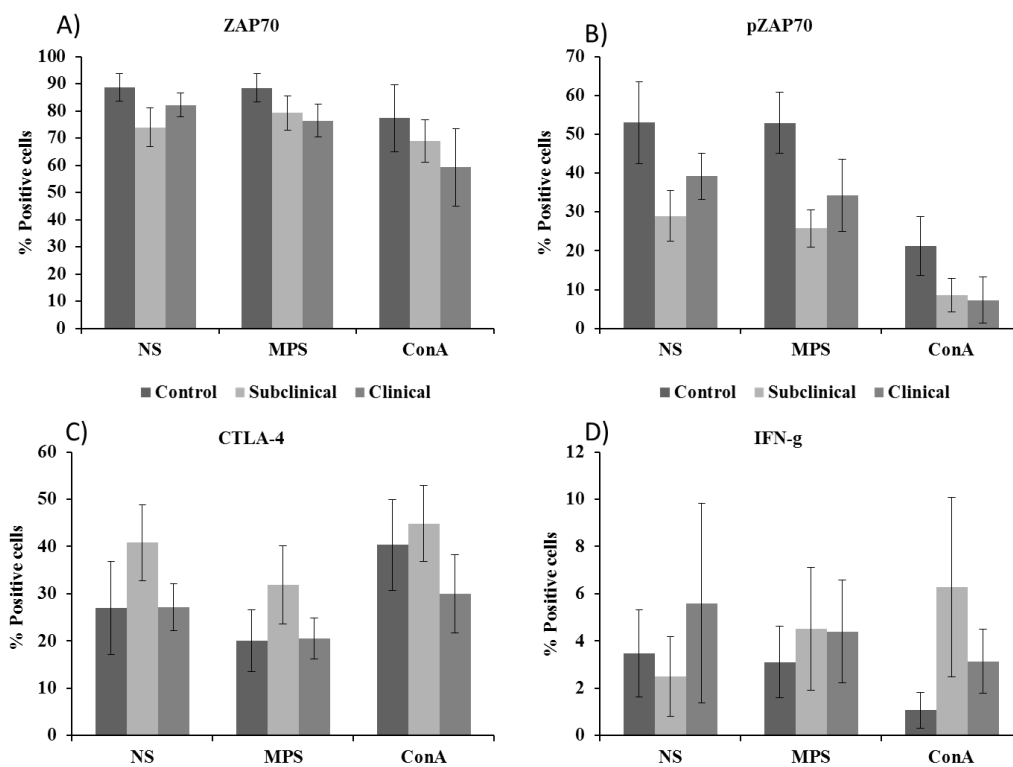 A)
ZAP70
% Positive cells
100
90
80
70
60
50
40
30
20
10
0
NS MPS ConA
B)
pZAP70
% Positive cells
70
60
50
40
30
20
10
0
NS MPS ConA
Control Subclinical Clinical
Control Subclinical Clinical
C)
CTLA-4
% Positive cells
60
50
40
30
20
10
0
NS MPS ConA
D)
IFN-g
% Positive cells
12
10
8
6
4
2
0
NS MPS ConA